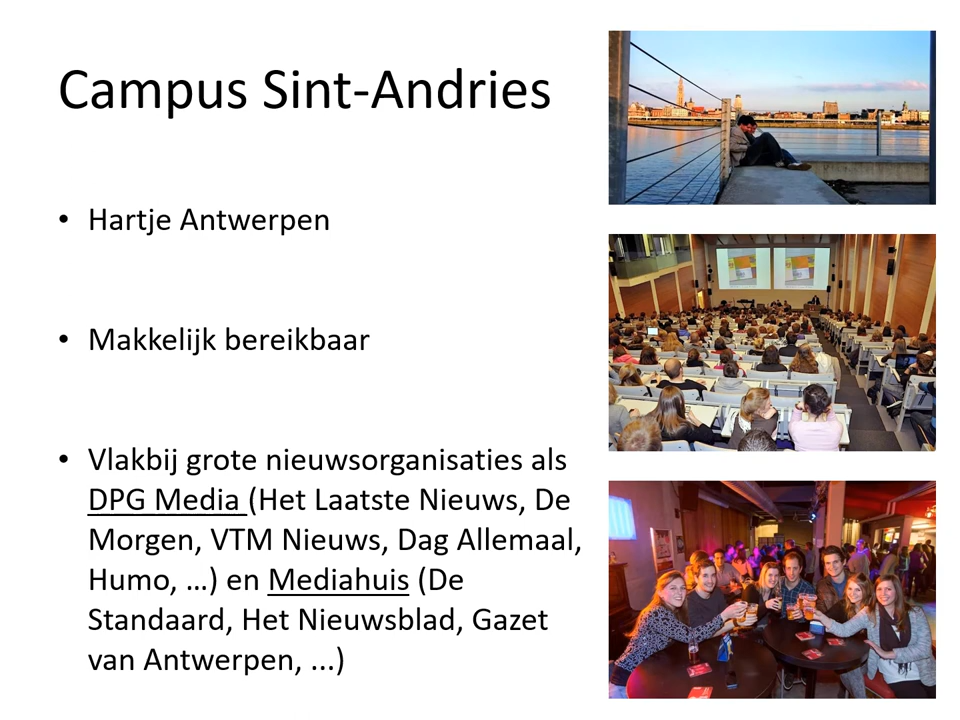 Campus Sint-Andries
• Hartje Antwerpen
• Makkelijk bereikbaar
• Vlakbij grote nieuwsorganisaties als
DPG Media (Het Laatste Nieuws, De
Morgen, VTM Nieuws, Dag Allemaal,
Humo, …) en Mediahuis (De
Standaard, Het Nieuwsblad, Gazet
van Antwerpen, ...)